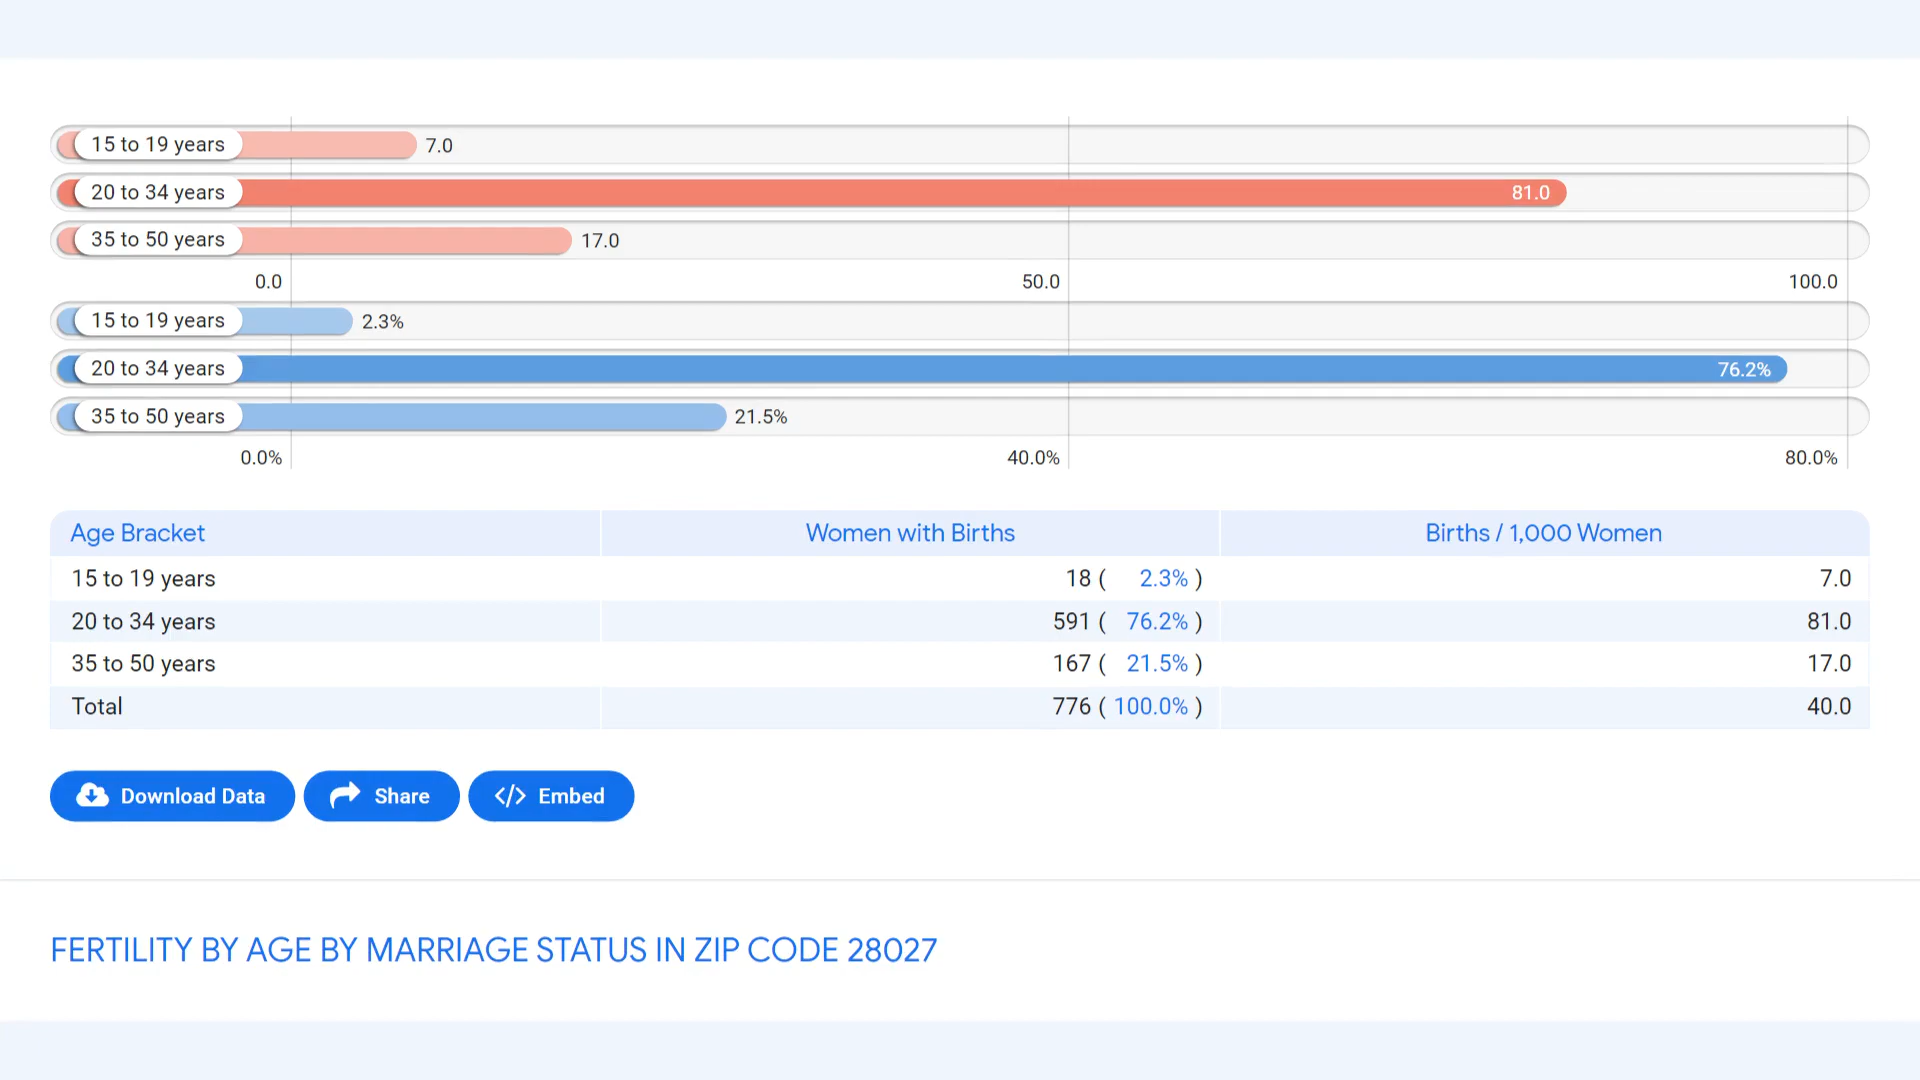 15 to 19 years 7.0
20 to 34 years 81.0
35 to 50 years 17.0
0.0 50.0 100.0
15 to 19 years 2.3%
20 to 34 years 76.2%
35 to 50 years 21.5%
0.0% 40.0% 80.0%
Age Bracket Women with Births Births / 1,000 Women
15 to 19 years 18 ( 2.3% ) 7.0
20 to 34 years 591 ( 76.2% ) 81.0
35 to 50 years 167 ( 21.5% ) 17.0
Total 776 ( 100.0% ) 40.0
Download Data Share </> Embed
FERTILITY BY AGE BY MARRIAGE STATUS IN ZIP CODE 28027